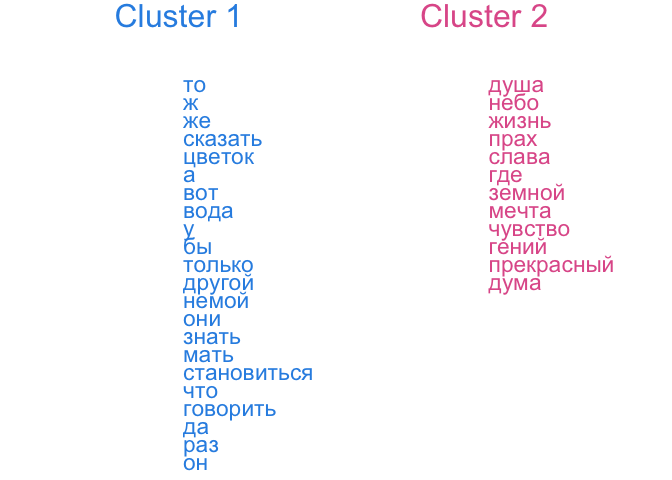 Cluster 1
то
ж
же
сказать
цветок
а
вот
вода
у
бы
только
другой
немой
они
знать
мать
становиться
что
говорить
да
раз
он
Cluster 2
душа
небо
жизнь
прах
слава
где
земной
мечта
чувство
гений
прекрасный
дума